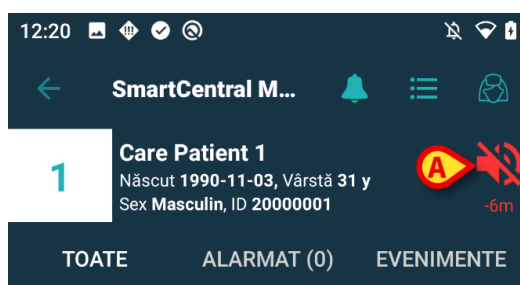 12:20
SmartCentral M...
1
Care Patient 1
Născut 1990-11-03, Vârstă 31 y
Sex Masculin, ID 20000001
A
-6m
TOATE ALARMAT (0) EVENIMENTE